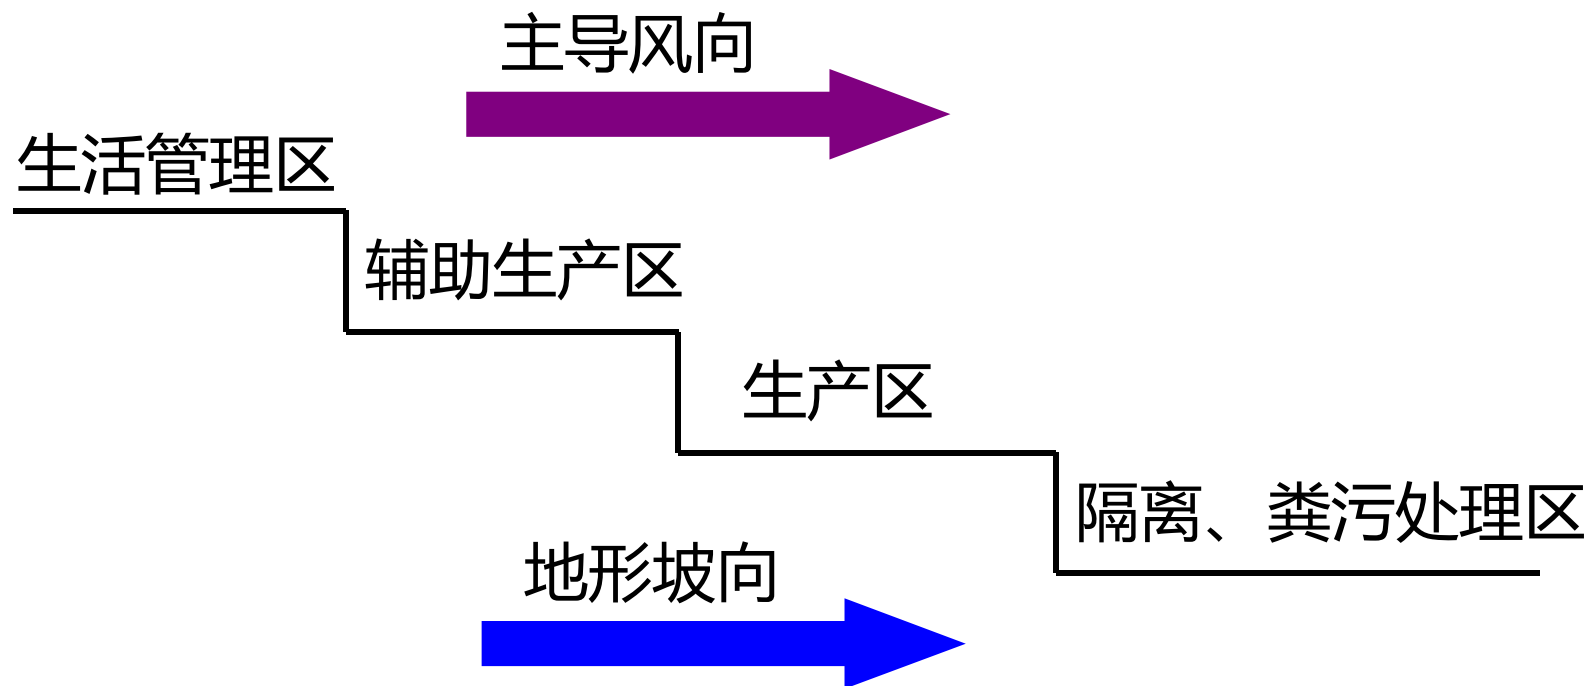 主导风向
生活管理区
辅助生产区
生产区
隔离、粪污处理区
地形坡向